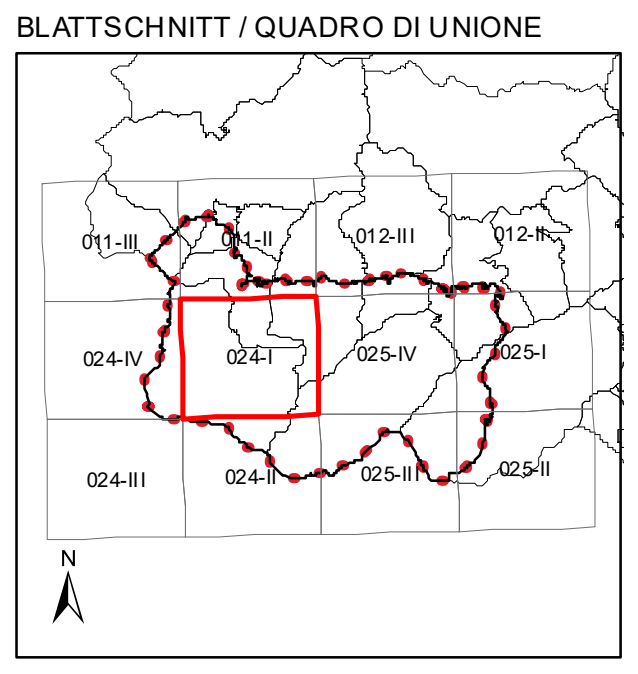 BLATTSCHNITT / QUADRO DI UNIONE
011-III
011-II
012-III
012-II
024-IV
024-I
025-IV
025-I
024-III
024-II
025-III
025-II
N